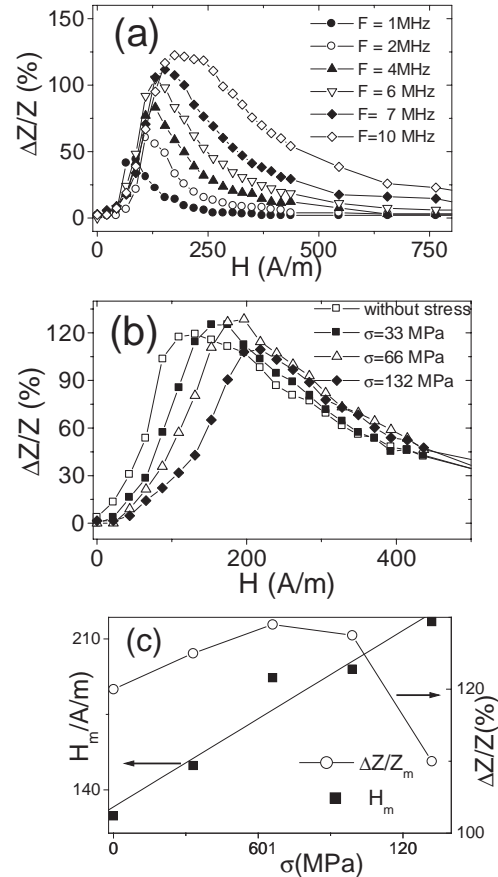 (a)
150
100
50
0
ΔZ/Z (%)
F = 1MHz
F = 2MHz
F = 4MHz
F = 6 MHz
F= 7 MHz
F=10 MHz
0 250 500 750
H (A/m)
(b)
120
90
60
30
0
ΔZ/Z (%)
without stress
σ=33 MPa
σ=66 MPa
σ=132 MPa
0 200 400
H (A/m)
(c)
210
140
H_m/A/m)
120
100
ΔZ/Z(%)
ΔZ/Z_m
H_m
0 601 120
σ(MPa)